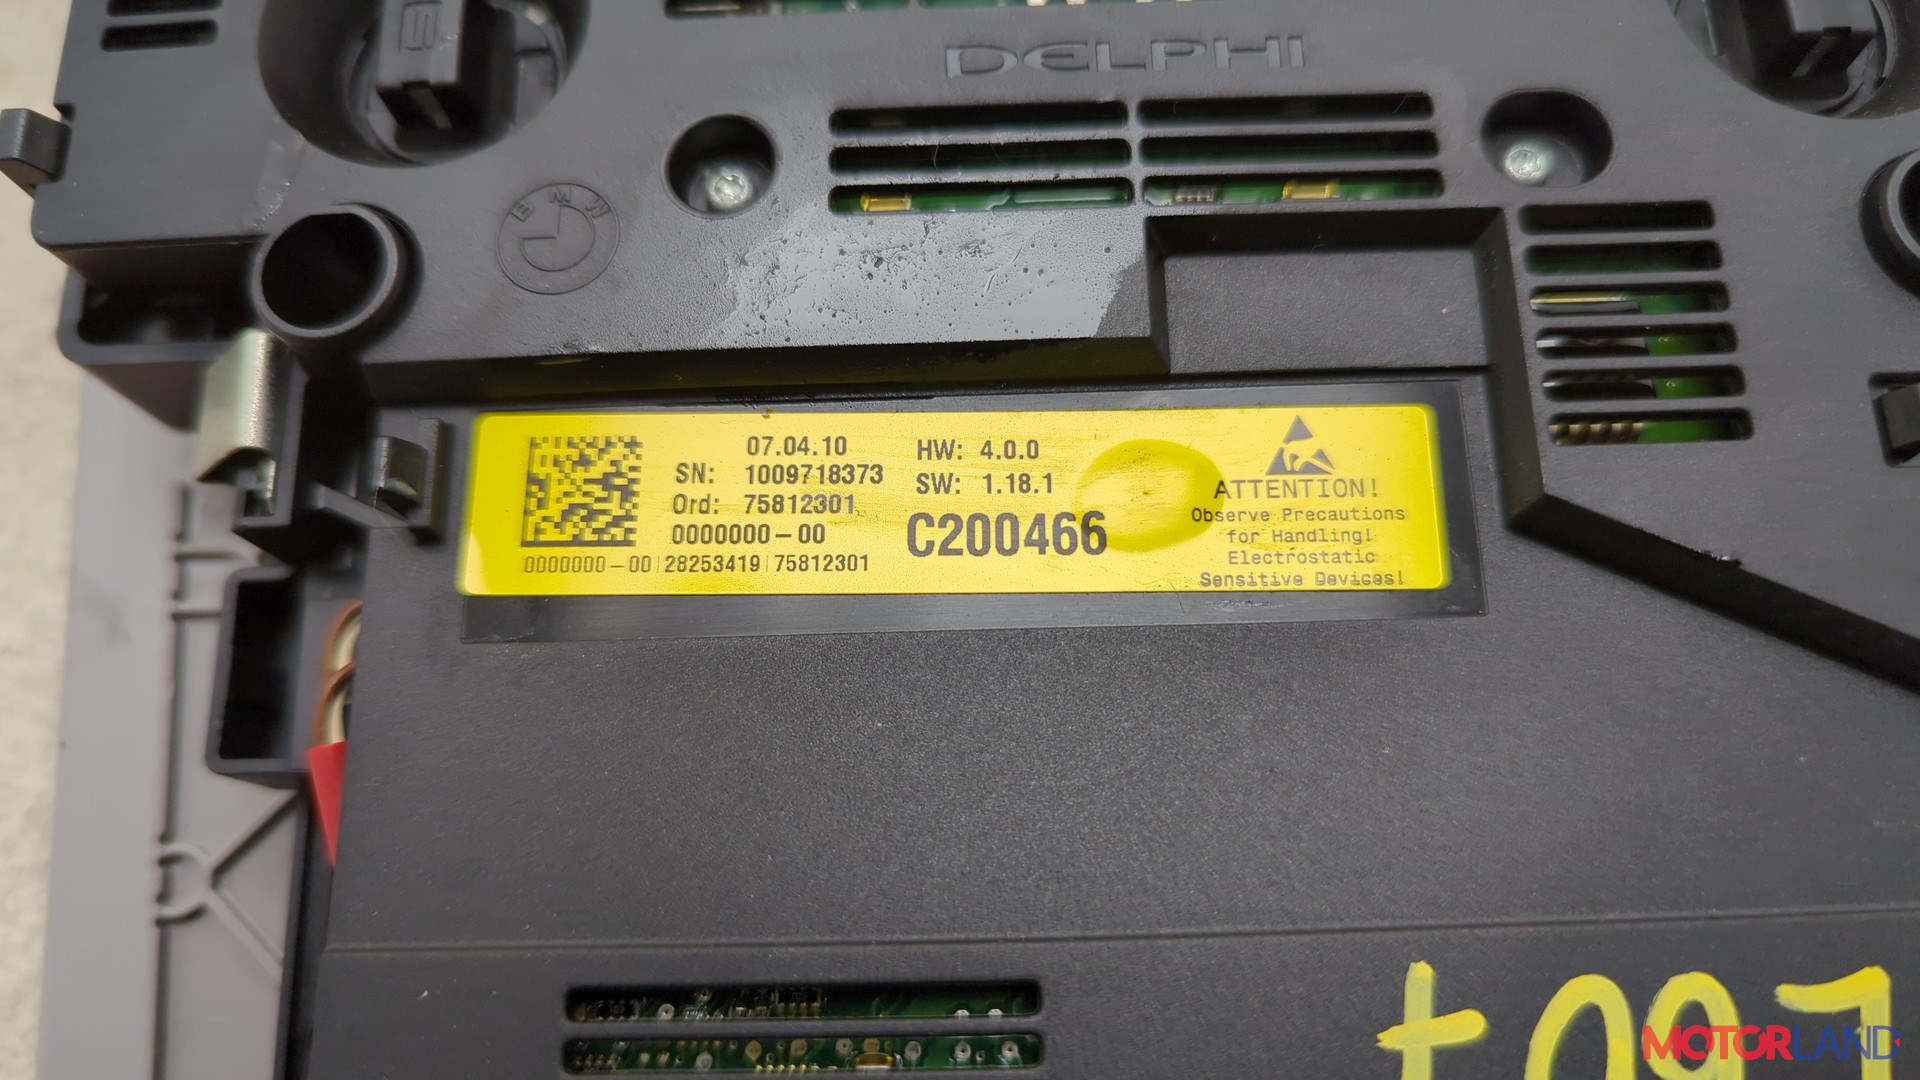 DELPHI
BMW
07.04.10
SN: 1009718373
Ord: 75812301
0000000-00
0000000-00|28253419|75812301
HW: 4.0.0
SW: 1.18.1
C200466
ATTENTION!
Observe Precautions
for Handling!
Electrostatic
Sensitive Devices!
MOTORLAND